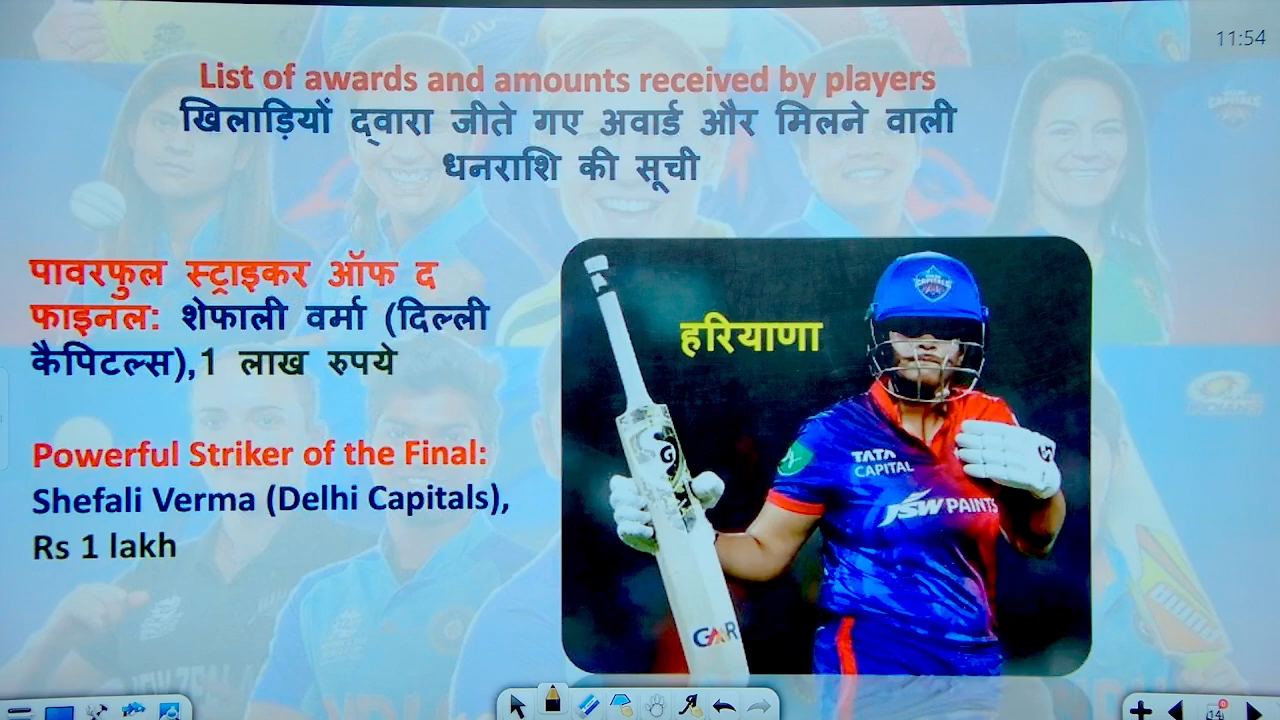 11:54
List of awards and amounts received by players
खिलाड़ियों द्वारा जीते गए अवार्ड और मिलने वाली
धनराशि की सूची
पावरफुल स्ट्राइकर ऑफ द
फाइनल: शेफाली वर्मा (दिल्ली
कैपिटल्स),1 लाख रुपये
Powerful Striker of the Final:
Shefali Verma (Delhi Capitals),
Rs 1 lakh
हरियाणा
CAPITALS
TATA
CAPITAL
JSW PAINTS
14